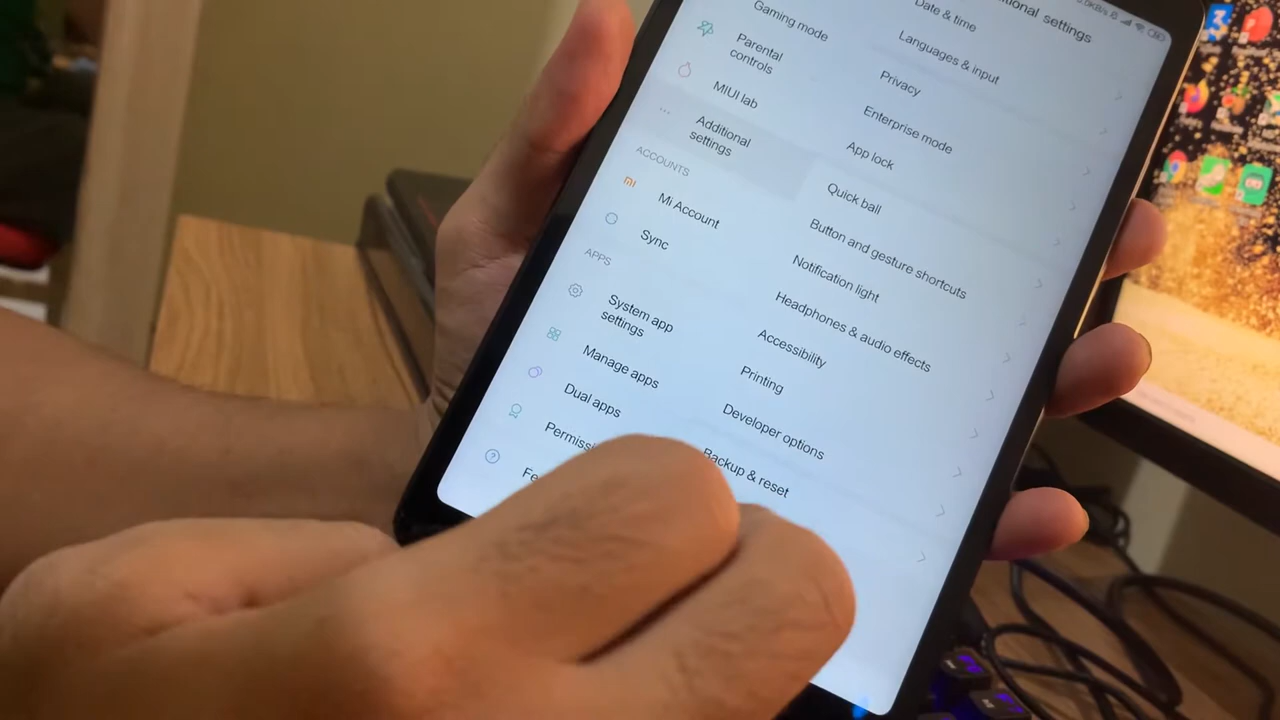 Gaming mode
Parental
controls
MIUI lab
Additional
settings
ACCOUNTS
Mi Account
Sync
APPS
System app
settings
Manage apps
Dual apps
settings
Date & time
Languages & input
Privacy
Enterprise mode
App lock
Quick ball
Button and gesture shortcuts
Notification light
Headphones & audio effects
Accessibility
Printing
Developer options
Backup & reset